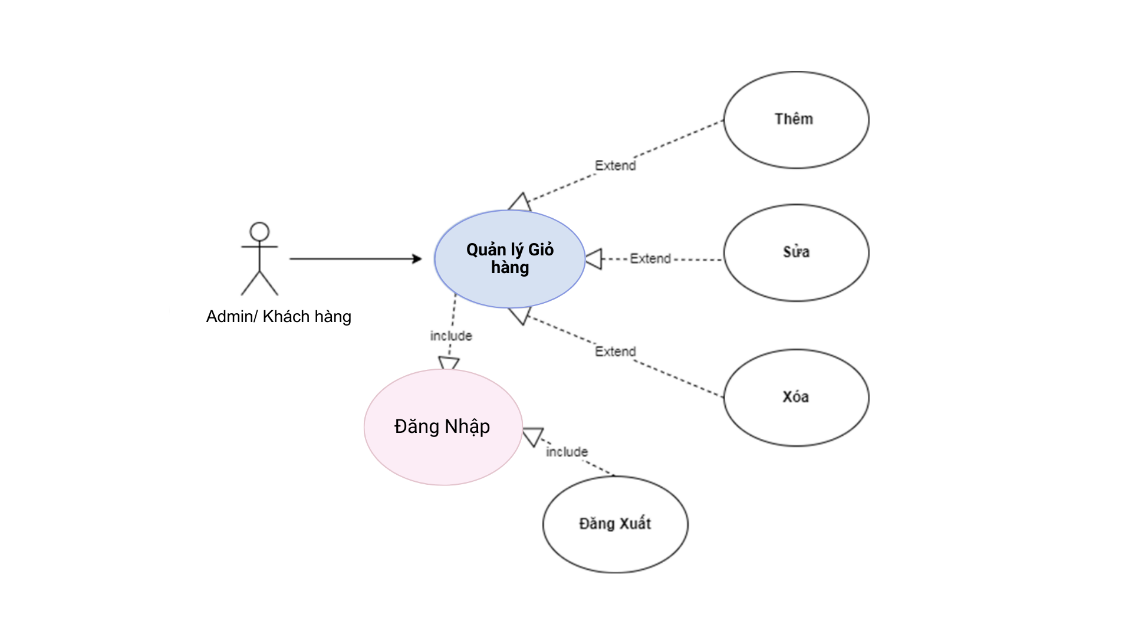 Thêm
Extend
Quản lý Giỏ
hàng
Extend
Sửa
Admin/ Khách hàng
include
Extend
Xóa
Đăng Nhập
include
Đăng Xuất